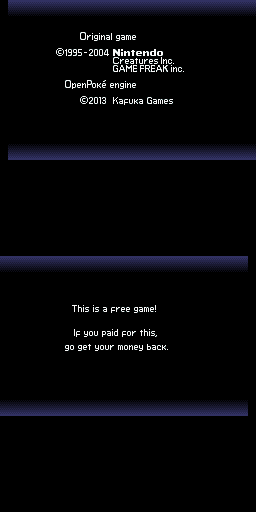 Original game
©1995-2004 Nintendo
Creatures Inc.
GAME FREAK inc.
OpenPoké engine
©2013 Kafuka Games
This is a free game!
If you paid for this,
go get your money back.